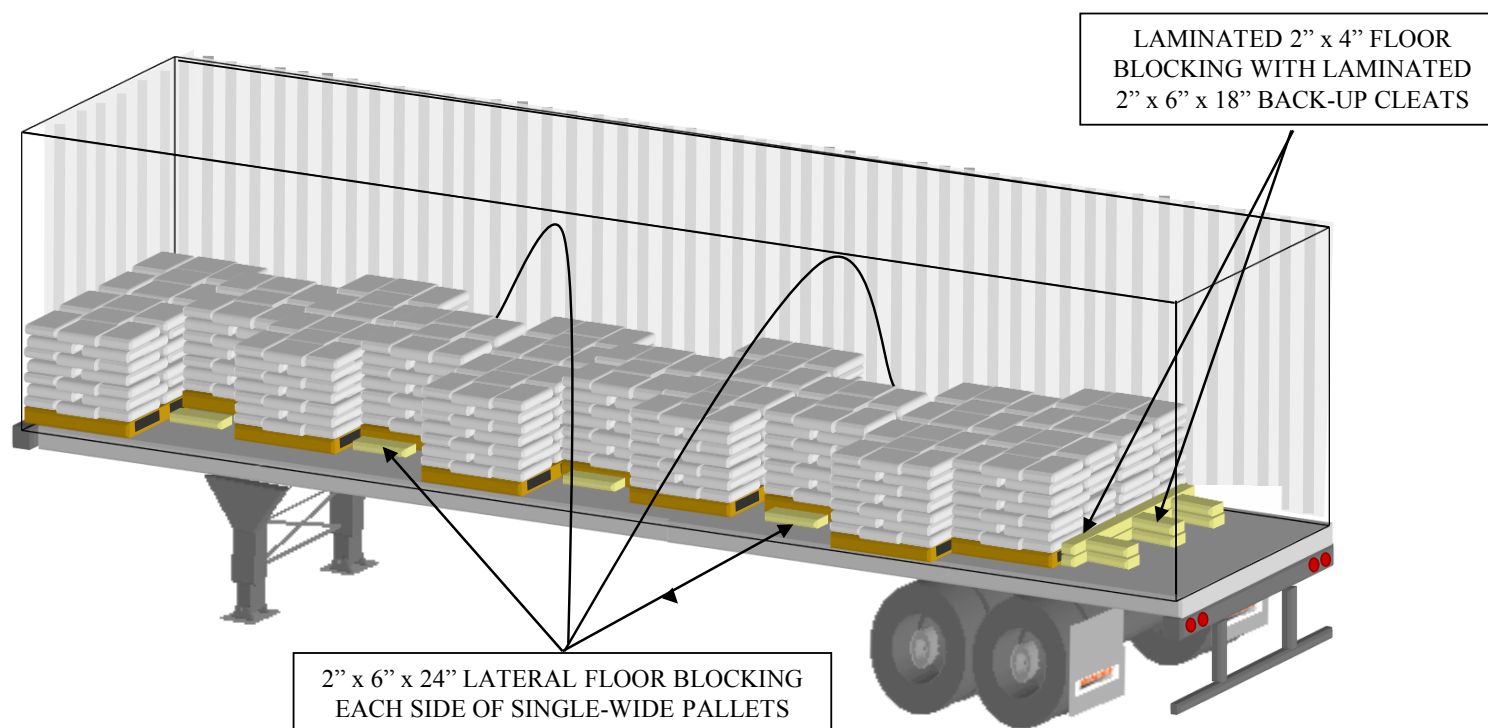 LAMINATED 2” x 4” FLOOR
BLOCKING WITH LAMINATED
2” x 6” x 18” BACK-UP CLEATS
2” x 6” x 24” LATERAL FLOOR BLOCKING
EACH SIDE OF SINGLE-WIDE PALLETS